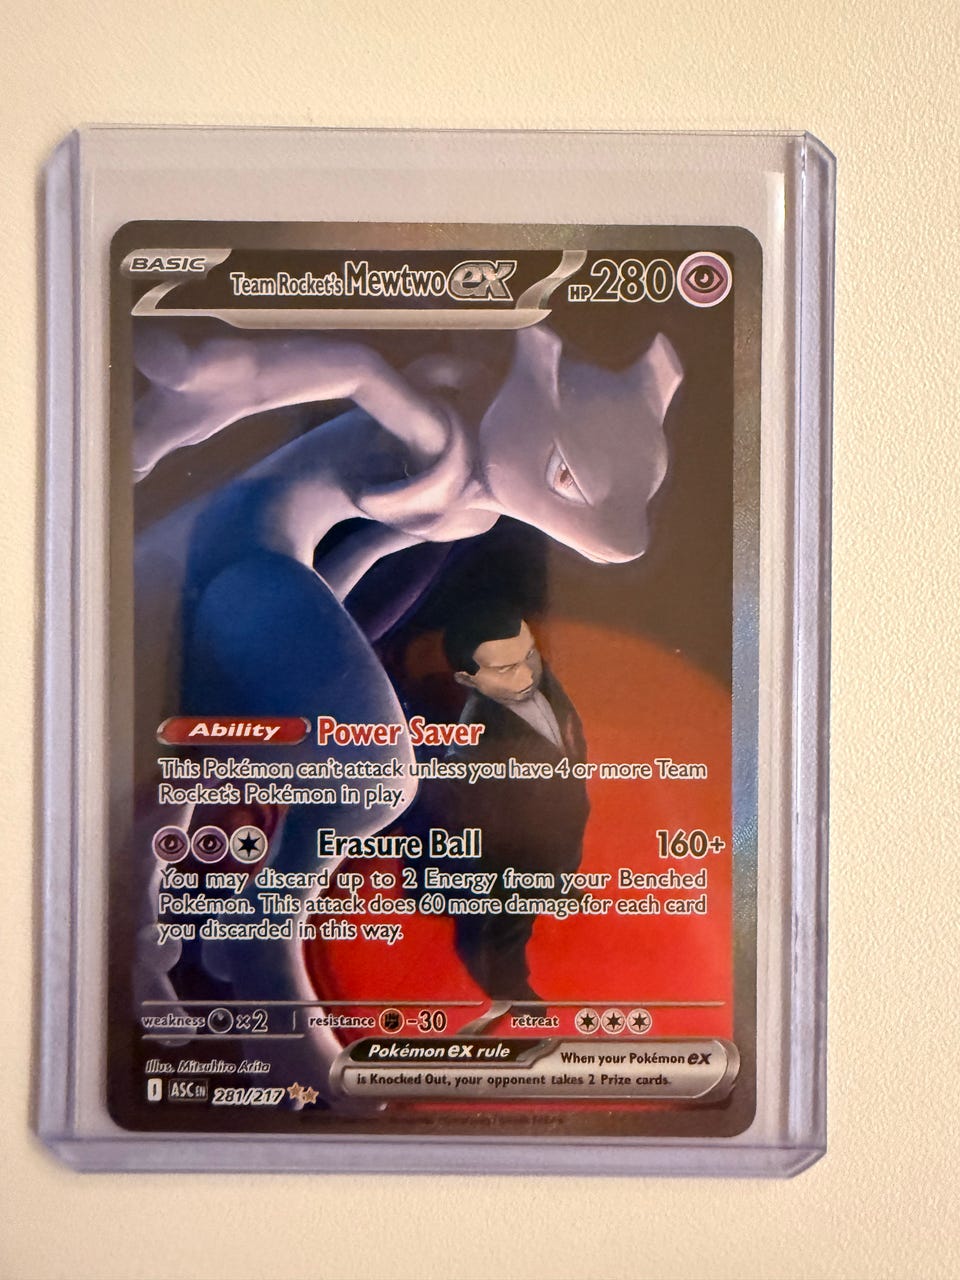 BASIC Team Rocket's Mewtwo ex HP 280
Ability Power Saver
This Pokémon can't attack unless you have 4 or more Team
Rocket's Pokémon in play.
Erasure Ball 160+
You may discard up to 2 Energy from your Benched
Pokémon. This attack does 60 more damage for each card
you discarded in this way.
weakness ×2 resistance -30 retreat
Pokémon ex rule When your Pokémon ex
is Knocked Out, your opponent takes 2 Prize cards.
Illus. Mitsuhiro Arita
J ASC EN 281/217